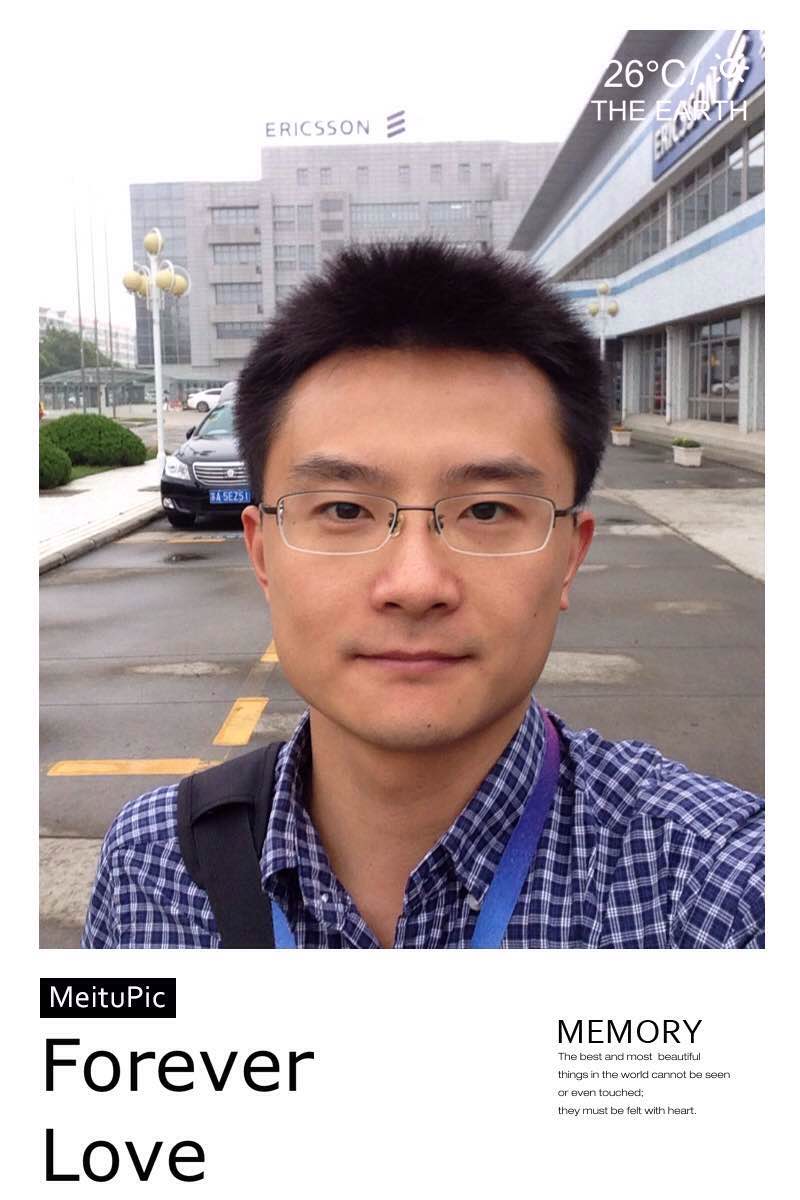 26°C/
THE EARTH
ERICSSON
ERICSSON
MeituPic
Forever
Love
MEMORY
The best and most beautiful
things in the world cannot be seen
or even touched;
they must be felt with heart.